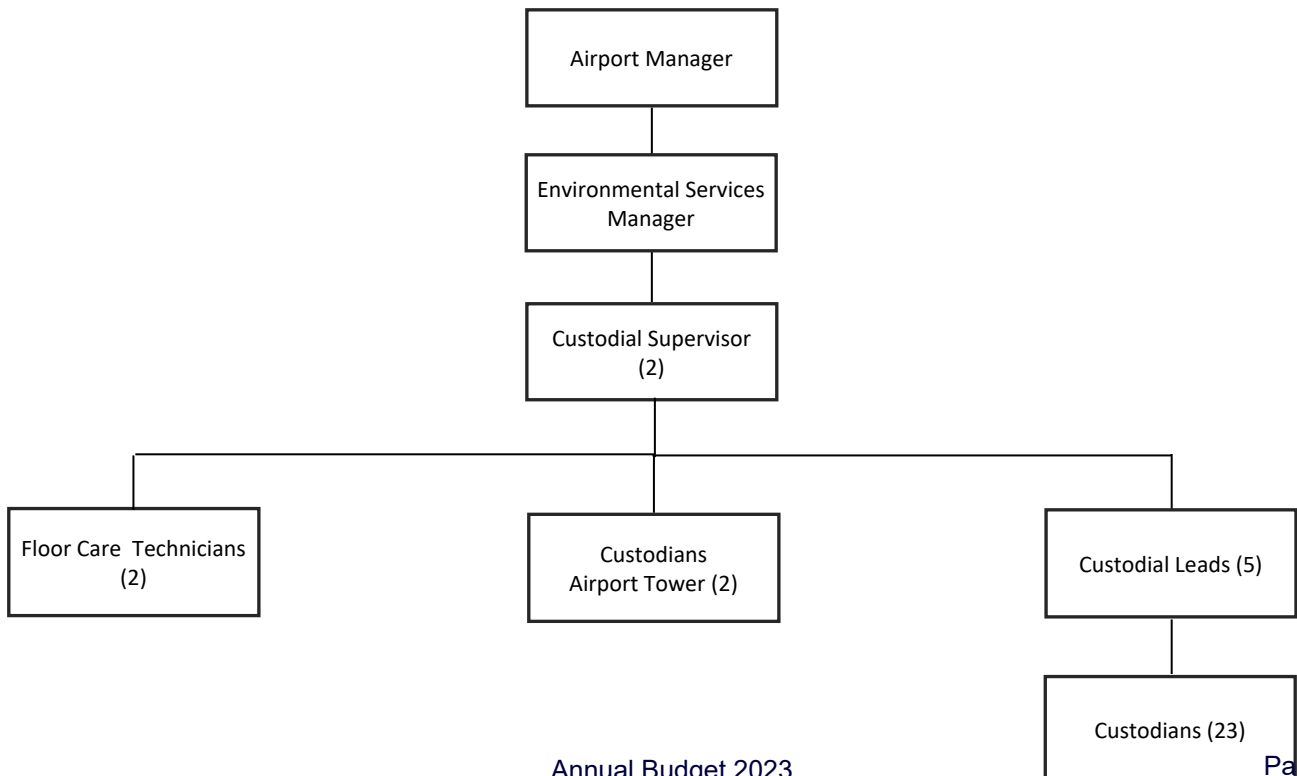 Airport Manager
Environmental Services
Manager
Custodial Supervisor
(2)
Floor Care Technicians
(2)
Custodians
Airport Tower (2)
Custodial Leads (5)
Custodians (23)
Annual Budget 2023